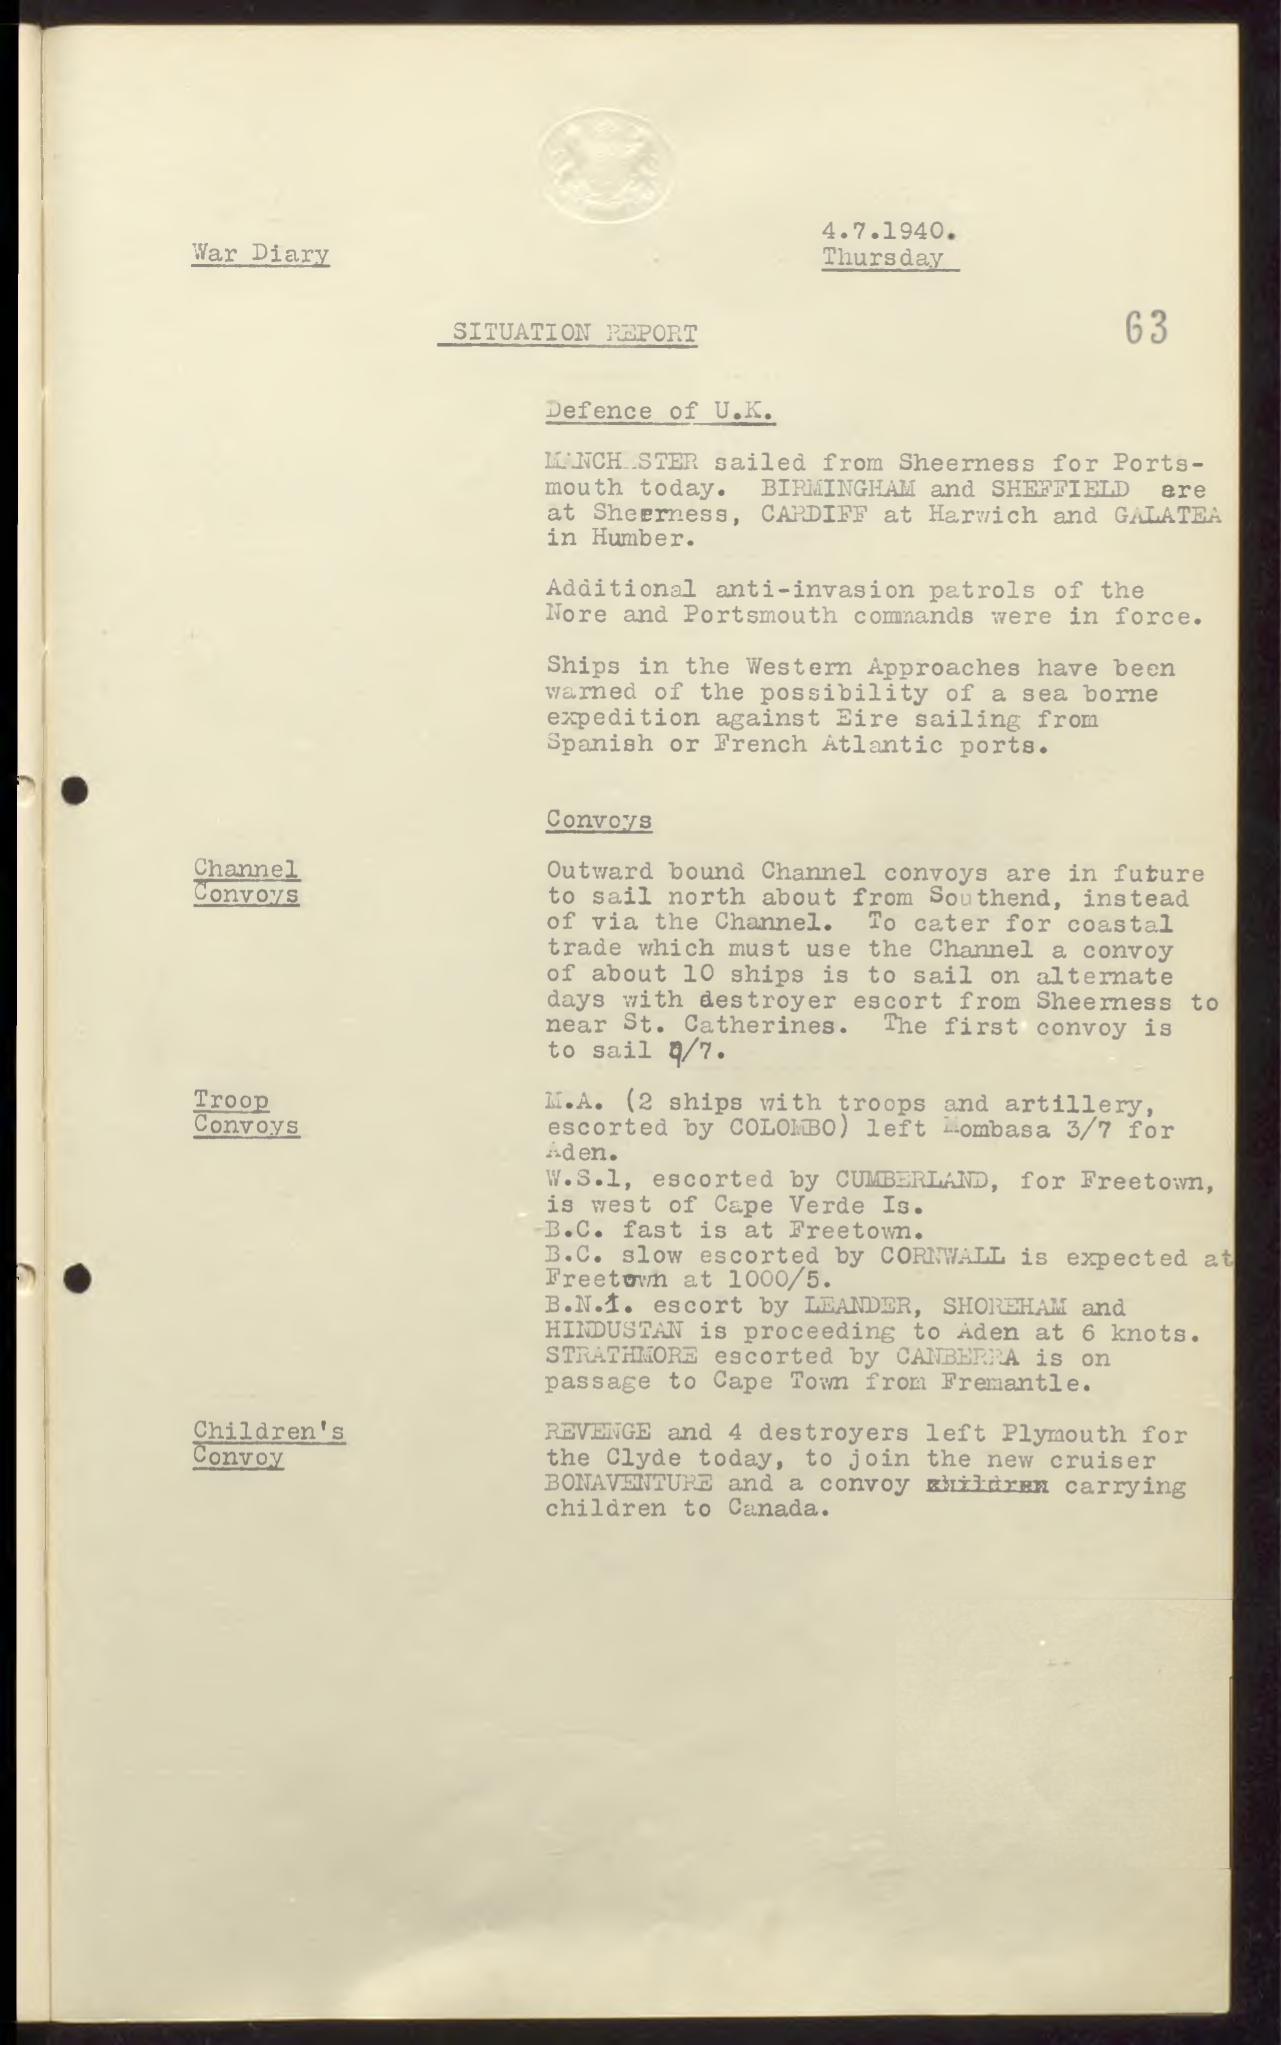 War Diary
4.7.1940.
Thursday
SITUATION REPORT
63
Defence of U.K.
MANCHESTER sailed from Sheerness for Ports-
mouth today. BIRMINGHAM and SHEFFIELD are
at Sheerness, CARDIFF at Harwich and GALATEA
in Humber.
Additional anti-invasion patrols of the
Nore and Portsmouth commands were in force.
Ships in the Western Approaches have been
warned of the possibility of a sea borne
expedition against Eire sailing from
Spanish or French Atlantic ports.
Convoys
Channel
Convoys
Outward bound Channel convoys are in future
to sail north about from Southend, instead
of via the Channel. To cater for coastal
trade which must use the Channel a convoy
of about 10 ships is to sail on alternate
days with destroyer escort from Sheerness to
near St. Catherines. The first convoy is
to sail 9/7.
Troop
Convoys
M.A. (2 ships with troops and artillery,
escorted by COLOMBO) left Mombasa 3/7 for
Aden.
W.S.1, escorted by CUMBERLAND, for Freetown,
is west of Cape Verde Is.
B.C. fast is at Freetown.
B.C. slow escorted by CORNWALL is expected at
Freetown at 1000/5.
B.N.1. escort by LEANDER, SHOREHAM and
HINDUSTAN is proceeding to Aden at 6 knots.
STRATHMORE escorted by CANBERRA is on
passage to Cape Town from Fremantle.
Children's
Convoy
REVENGE and 4 destroyers left Plymouth for
the Clyde today, to join the new cruiser
BONAVENTURE and a convoy children carrying
children to Canada.